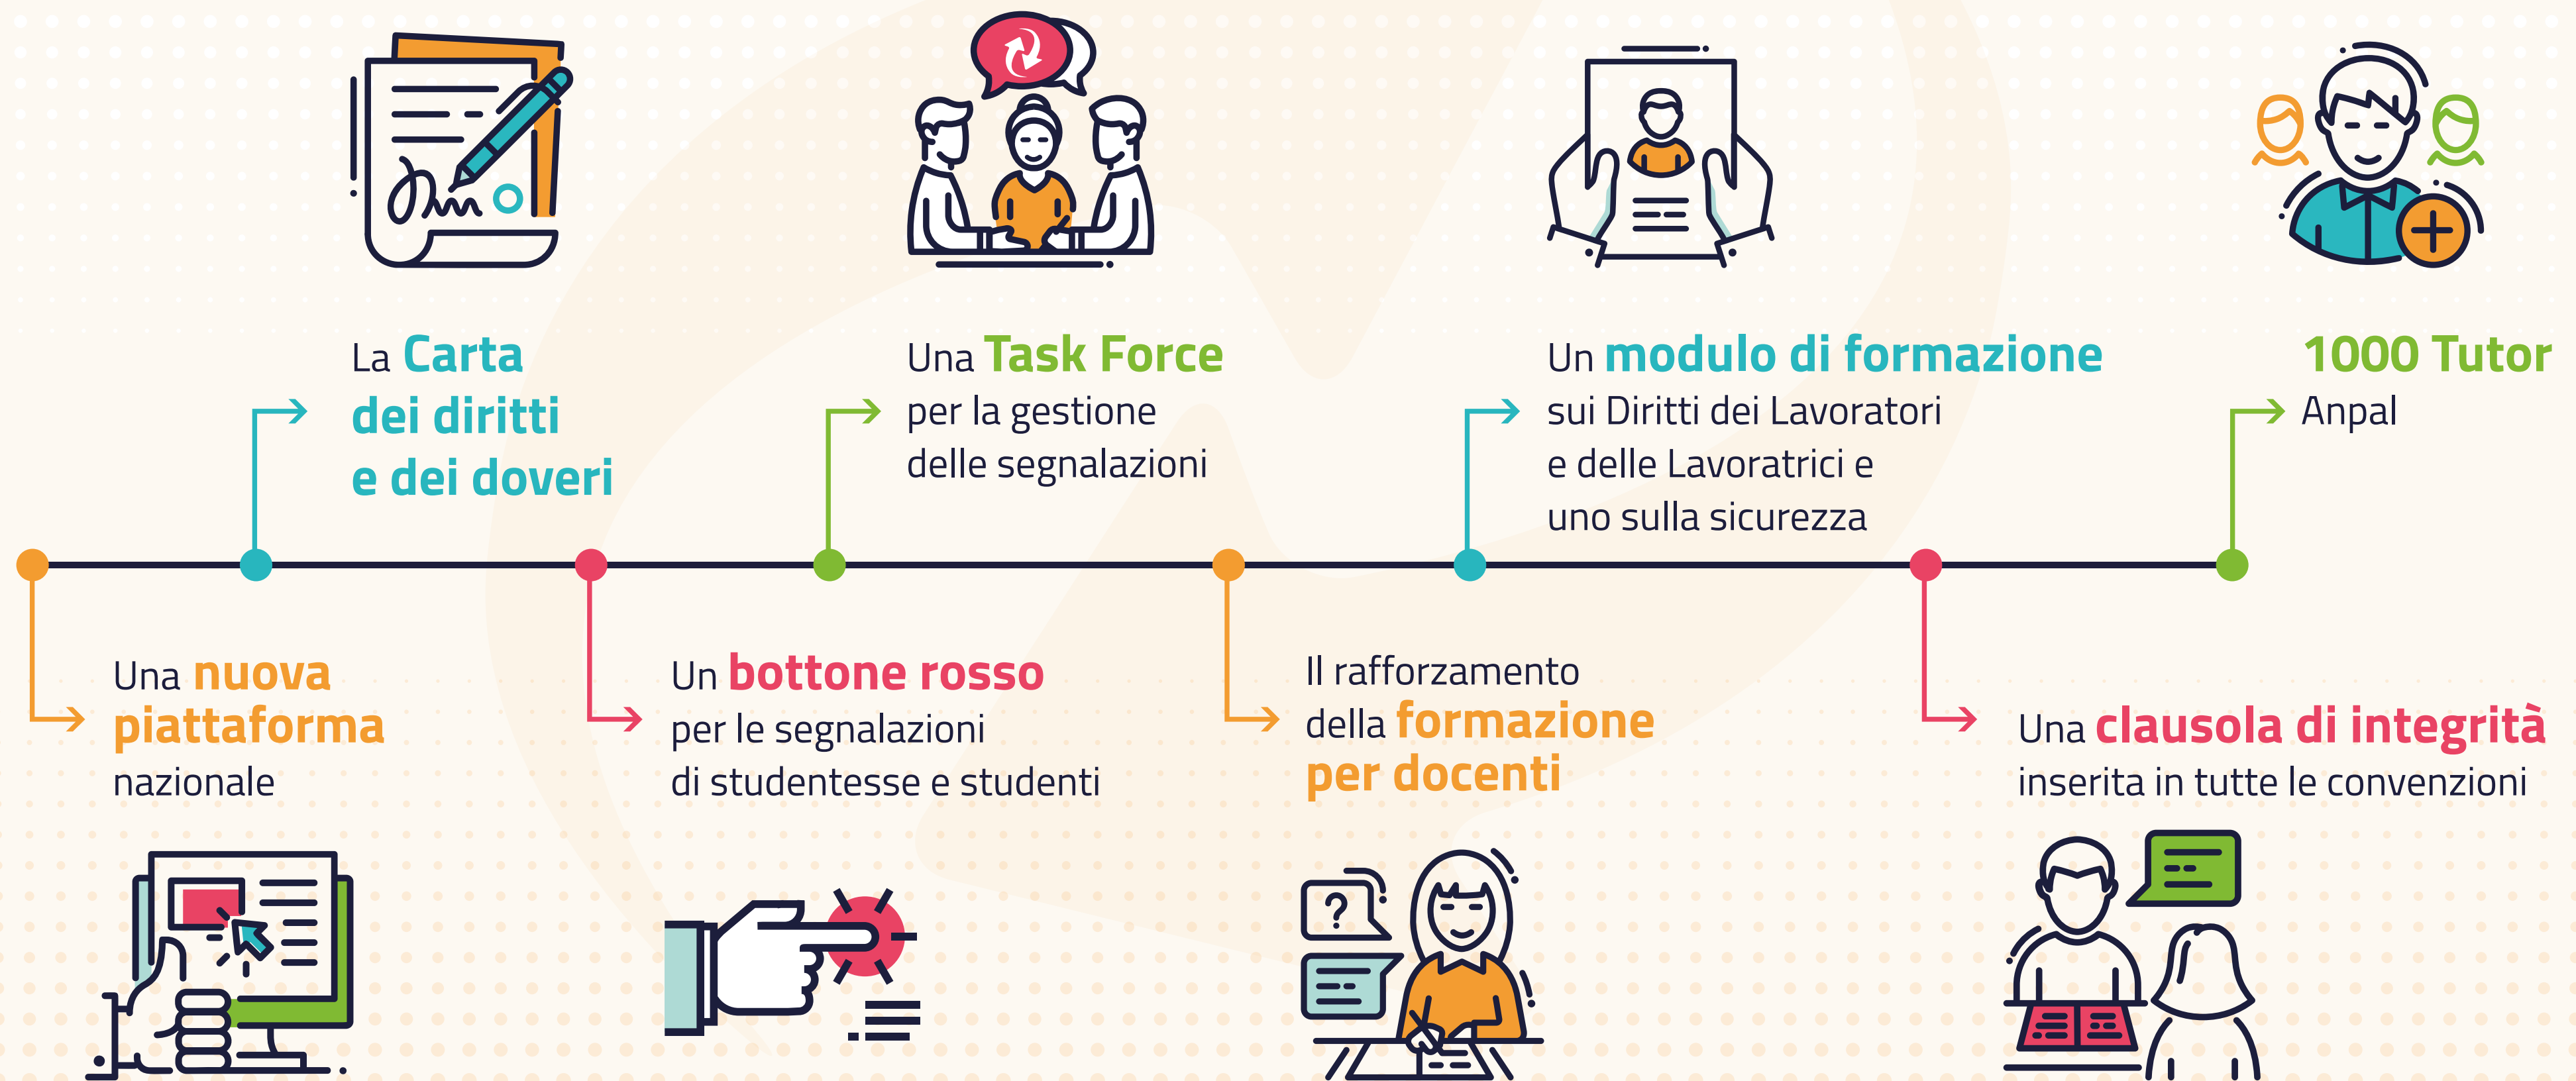 Una nuova
piattaforma
nazionale
La Carta
dei diritti
e dei doveri
Un bottone rosso
per le segnalazioni
di studentesse e studenti
Una Task Force
per la gestione
delle segnalazioni
Il rafforzamento
della formazione
per docenti
Un modulo di formazione
sui Diritti dei Lavoratori
e delle Lavoratrici e
uno sulla sicurezza
Una clausola di integrità
inserita in tutte le convenzioni
1000 Tutor
Anpal
?